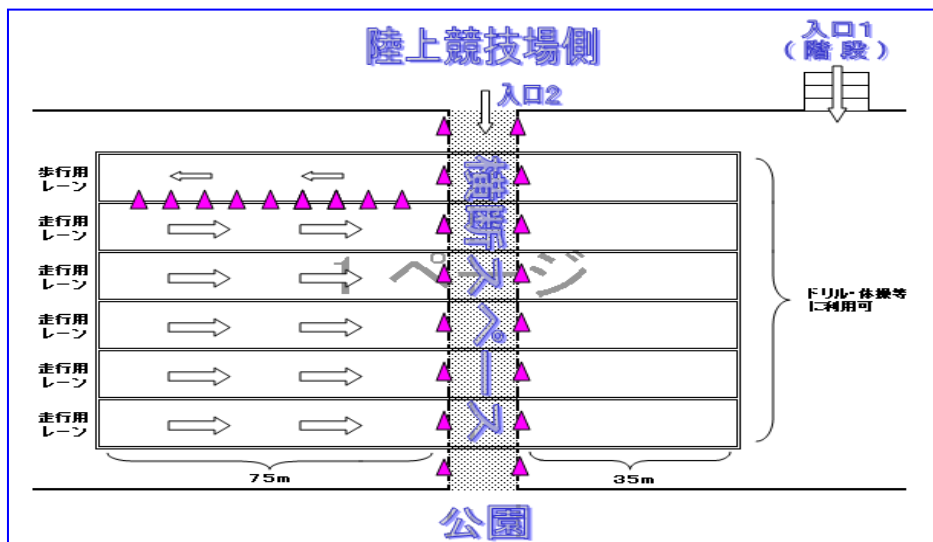 陸上競技場側
入口1
(階段)
入口2
歩行用
レーン
走行用
レーン
走行用
レーン
走行用
レーン
走行用
レーン
走行用
レーン
横断スペース
1 ページ
ドリル・体操等
に利用可
75m
35m
公園